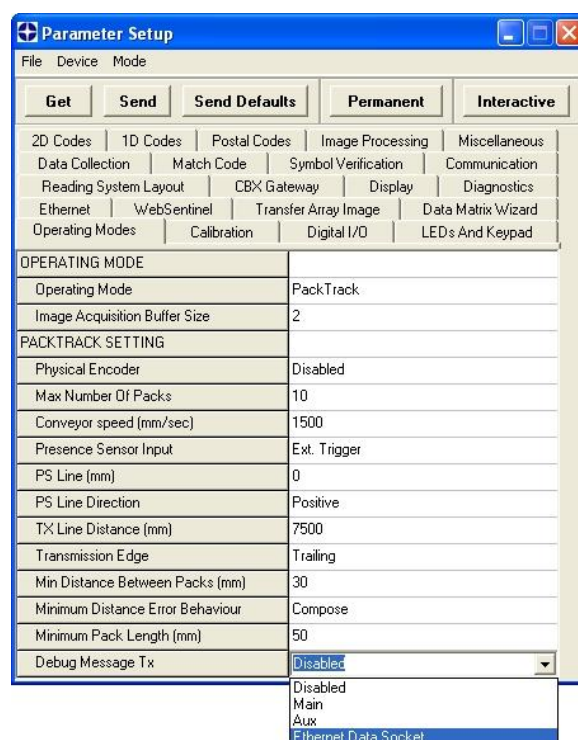 Parameter Setup
File Device Mode
Get Send Send Defaults Permanent Interactive
2D Codes 1D Codes Postal Codes Image Processing Miscellaneous
Data Collection Match Code Symbol Verification Communication
Reading System Layout CBX Gateway Display Diagnostics
Ethernet WebSentinel Transfer Array Image Data Matrix Wizard
Operating Modes Calibration Digital I/O LEDs And Keypad
OPERATING MODE
Operating Mode PackTrack
Image Acquisition Buffer Size 2
PACKTRACK SETTING
Physical Encoder Disabled
Max Number Of Packs 10
Conveyor speed (mm/sec) 1500
Presence Sensor Input Ext. Trigger
PS Line (mm) 0
PS Line Direction Positive
TX Line Distance (mm) 7500
Transmission Edge Trailing
Min Distance Between Packs (mm) 30
Minimum Distance Error Behaviour Compose
Minimum Pack Length (mm) 50
Debug Message Tx Disabled
Disabled
Main
Aux
Ethernet Data Socket